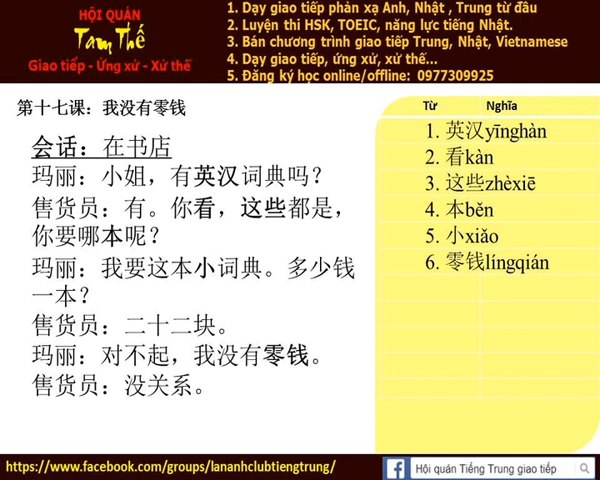 HỘI QUÁN
Tam Thế
Giao tiếp - Ứng xử - Xử thế
1. Dạy giao tiếp phản xạ Anh, Nhật , Trung từ đầu
2. Luyện thi HSK, TOEIC, năng lực tiếng Nhật.
3. Bán chương trình giao tiếp Trung, Nhật, Vietnamese
4. Dạy giao tiếp, ứng xử, xử thế...
5. Đăng ký học online/offline: 0977309925
第十七课：我没有零钱
会话：在书店
玛丽：小姐，有英汉词典吗？
售货员：有。你看，这些都是，
你要哪本呢？
玛丽：我要这本小词典。多少钱
一本？
售货员：二十二块。
玛丽：对不起，我没有零钱。
售货员：没关系。
Từ Nghĩa
1. 英汉yīnghàn
2. 看kàn
3. 这些zhèxiē
4. 本běn
5. 小xiǎo
6. 零钱língqián
https://www.facebook.com/groups/lananhclubtiengtrung/
Hội quán Tiếng Trung giao tiếp